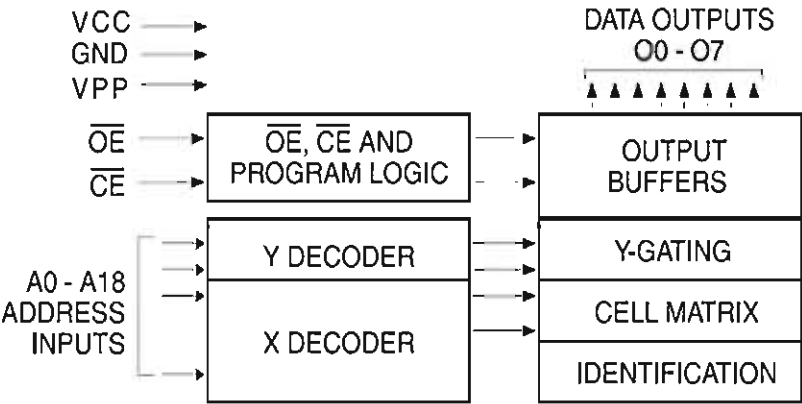 VCC
GND
VPP
OE
CE
A0 - A18
ADDRESS
INPUTS
OE, CE AND
PROGRAM LOGIC
Y DECODER
X DECODER
DATA OUTPUTS
O0 - O7
OUTPUT
BUFFERS
Y-GATING
CELL MATRIX
IDENTIFICATION